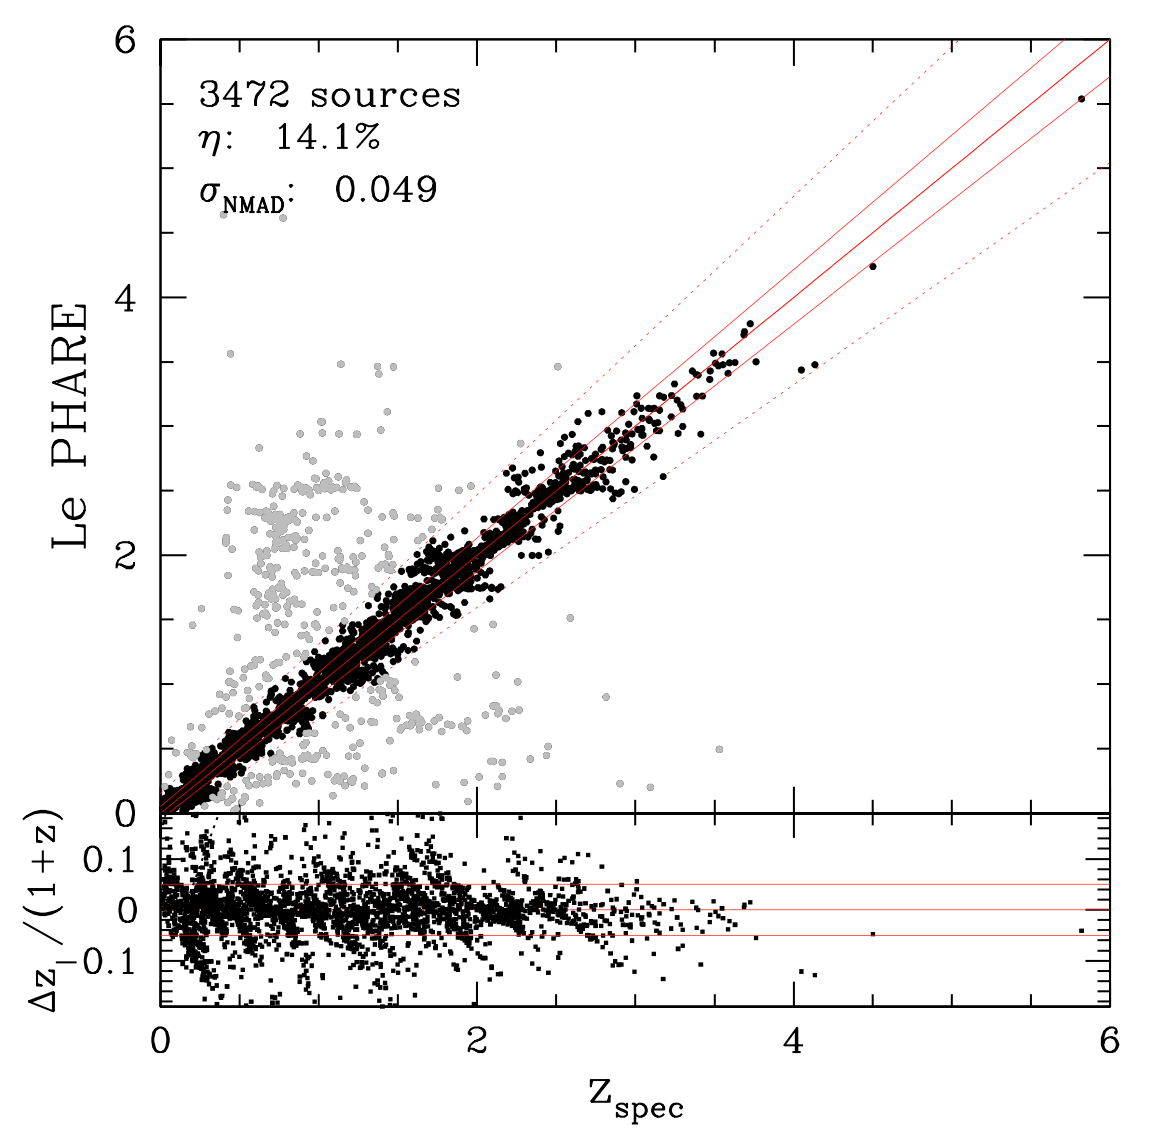 6
3472 sources
η: 14.1%
σNMAD: 0.049
4
Le PHARE
2
0
0.1
0
-0.1
Δz/(1+z)
0 2 4 6
zspec